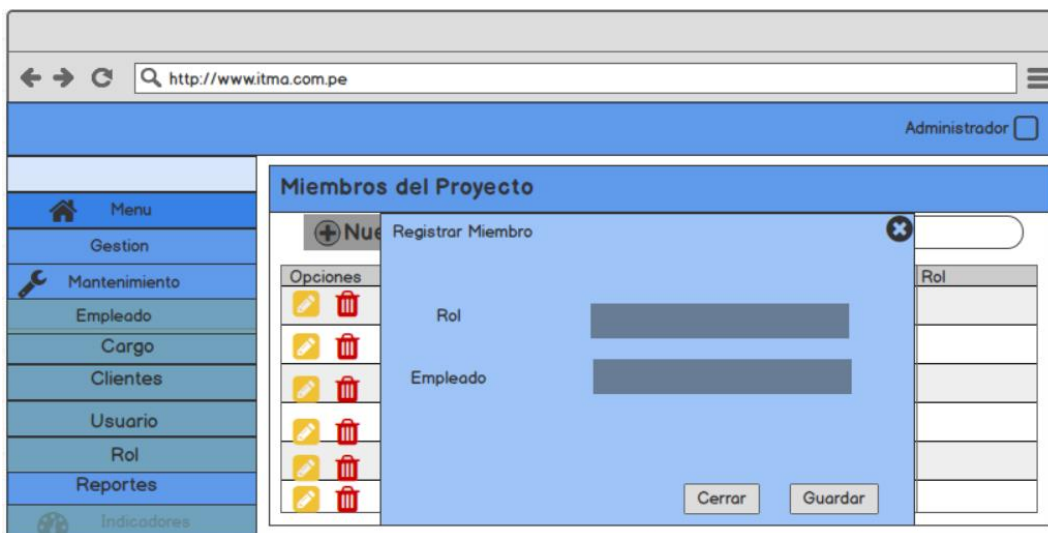 http://www.itma.com.pe
Administrador
Menu
Gestion
Mantenimiento
Empleado
Cargo
Clientes
Usuario
Rol
Reportes
Indicadores
Miembros del Proyecto
Nue
Opciones
Rol
Registrar Miembro
Rol
Empleado
Cerrar Guardar